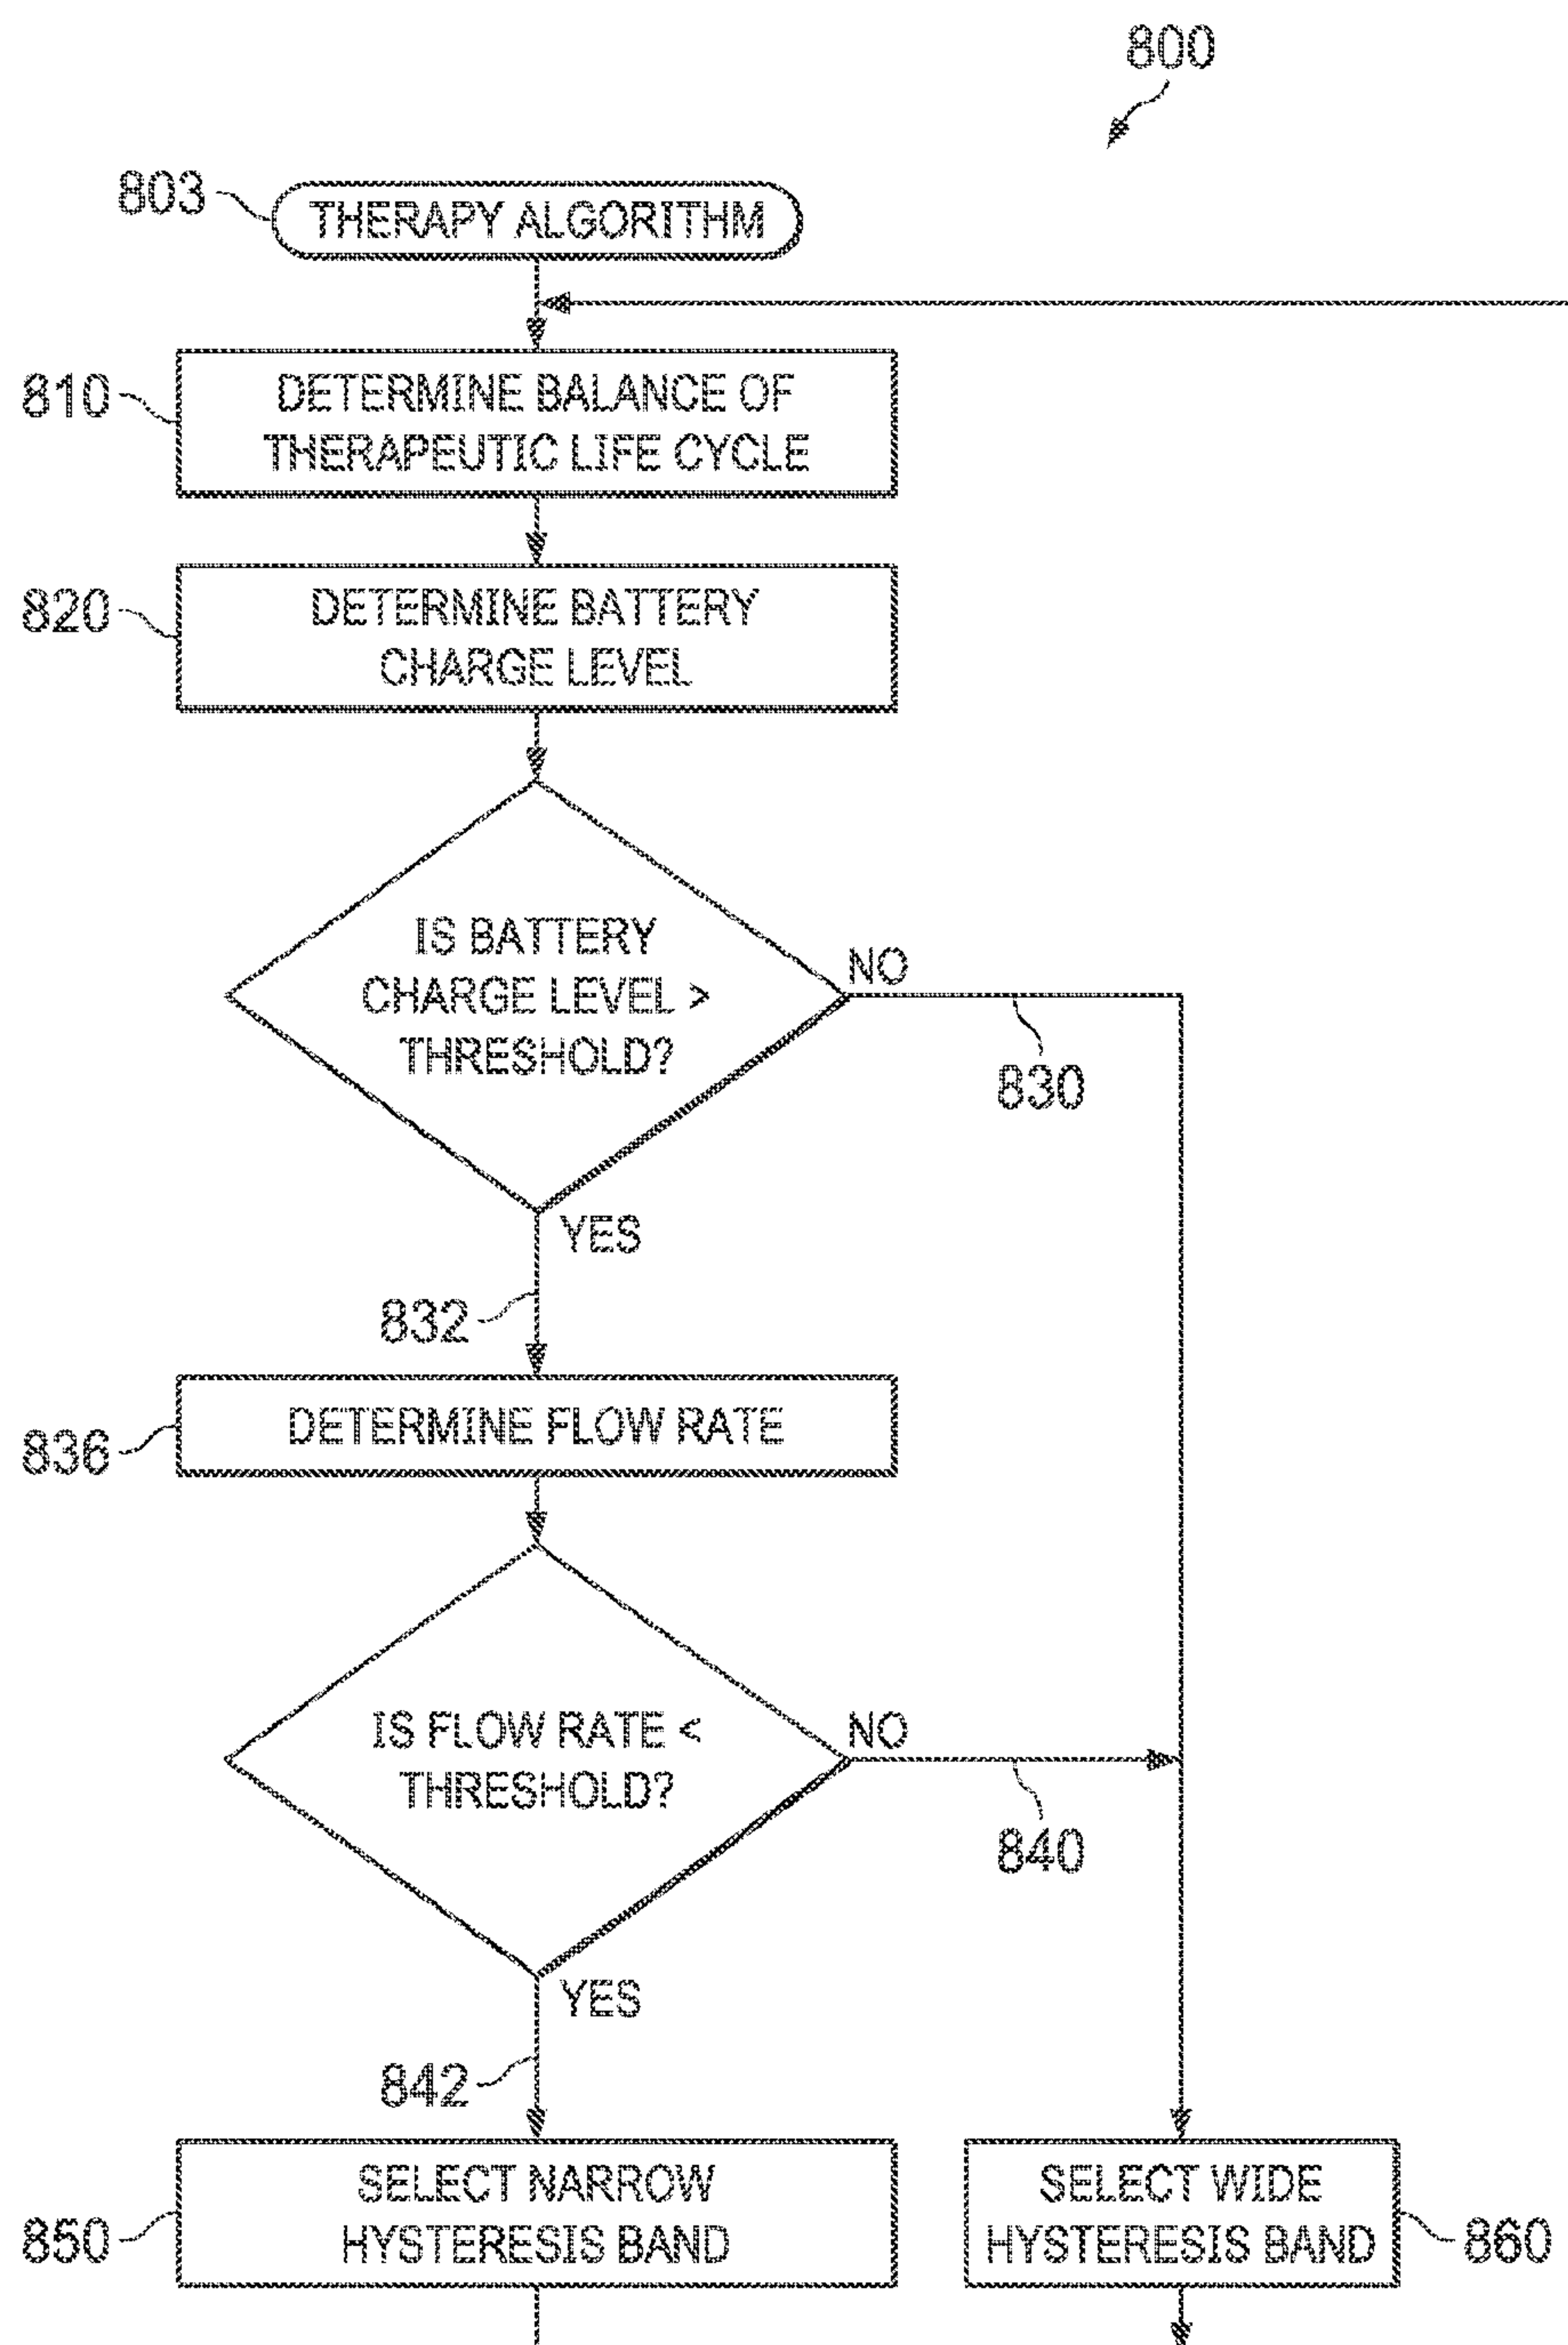 800
803
THERAPY ALGORITHM
810
DETERMINE BALANCE OF
THERAPEUTIC LIFE CYCLE
820
DETERMINE BATTERY
CHARGE LEVEL
IS BATTERY
CHARGE LEVEL >
THRESHOLD?
NO
830
YES
832
836
DETERMINE FLOW RATE
IS FLOW RATE <
THRESHOLD?
NO
840
YES
842
850
SELECT NARROW
HYSTERESIS BAND
SELECT WIDE
HYSTERESIS BAND
860